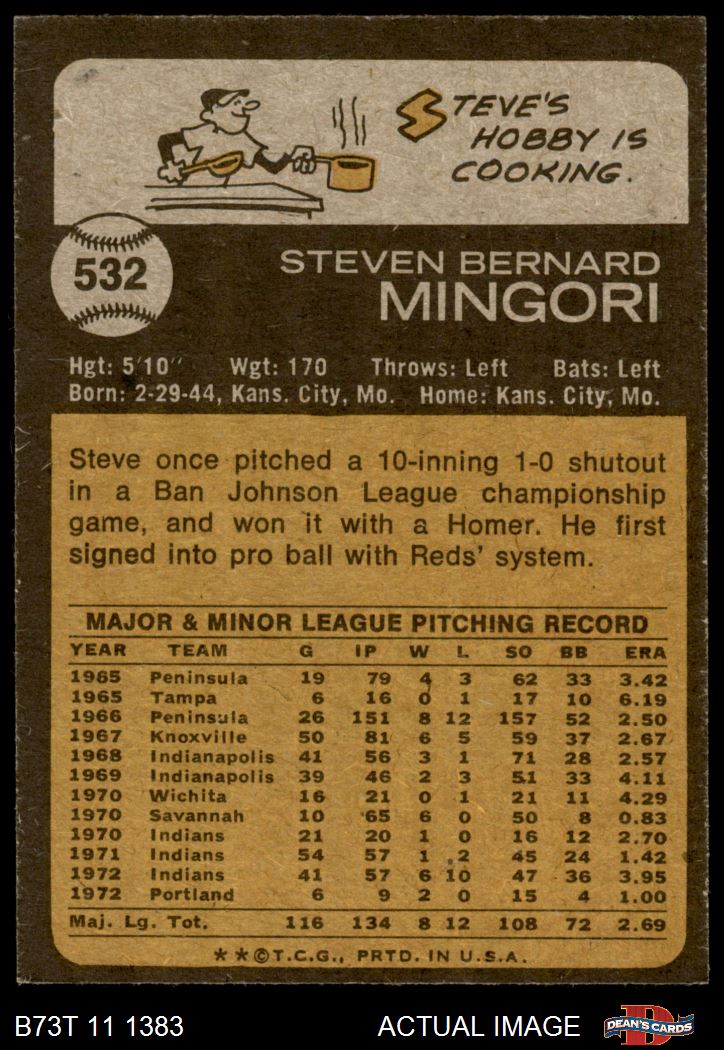 STEVE'S
HOBBY IS
COOKING.
532
STEVEN BERNARD
MINGORI
Hgt: 5'10" Wgt: 170 Throws: Left Bats: Left
Born: 2-29-44, Kans. City, Mo. Home: Kans. City, Mo.
Steve once pitched a 10-inning 1-0 shutout
in a Ban Johnson League championship
game, and won it with a Homer. He first
signed into pro ball with Reds' system.
MAJOR & MINOR LEAGUE PITCHING RECORD
YEAR TEAM G IP W L SO BB ERA
1965 Peninsula 19 79 4 3 62 33 3.42
1965 Tampa 6 16 0 1 17 10 6.19
1966 Peninsula 26 151 8 12 157 52 2.50
1967 Knoxville 50 81 6 5 59 37 2.67
1968 Indianapolis 41 56 3 1 71 28 2.57
1969 Indianapolis 39 46 2 3 51 33 4.11
1970 Wichita 16 21 0 1 21 11 4.29
1970 Savannah 10 65 6 0 50 8 0.83
1970 Indians 21 20 1 0 16 12 2.70
1971 Indians 54 57 1 2 45 24 1.42
1972 Indians 41 57 6 10 47 36 3.95
1972 Portland 6 9 2 0 15 4 1.00
Maj. Lg. Tot. 116 134 8 12 108 72 2.69
**©T.C.G., PRTD. IN U.S.A.
B73T 11 1383 ACTUAL IMAGE D DEAN'S CARDS